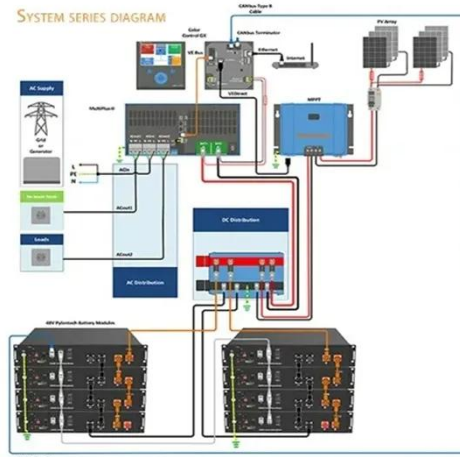 SYSTEM SERIES DIAGRAM
CANbus Type B
Cable
Color
Control GX
CANbus Terminator
PV Array
VE.Bus
Ethernet
Internet
AC Supply
VE.Direct
MPPT
MultiPlus-II
Grid
or
Generator
L
PE
N
ACin
ACout1
Loads
DC Distribution
ACout2
AC Distribution
48V Pylontech Battery Modules